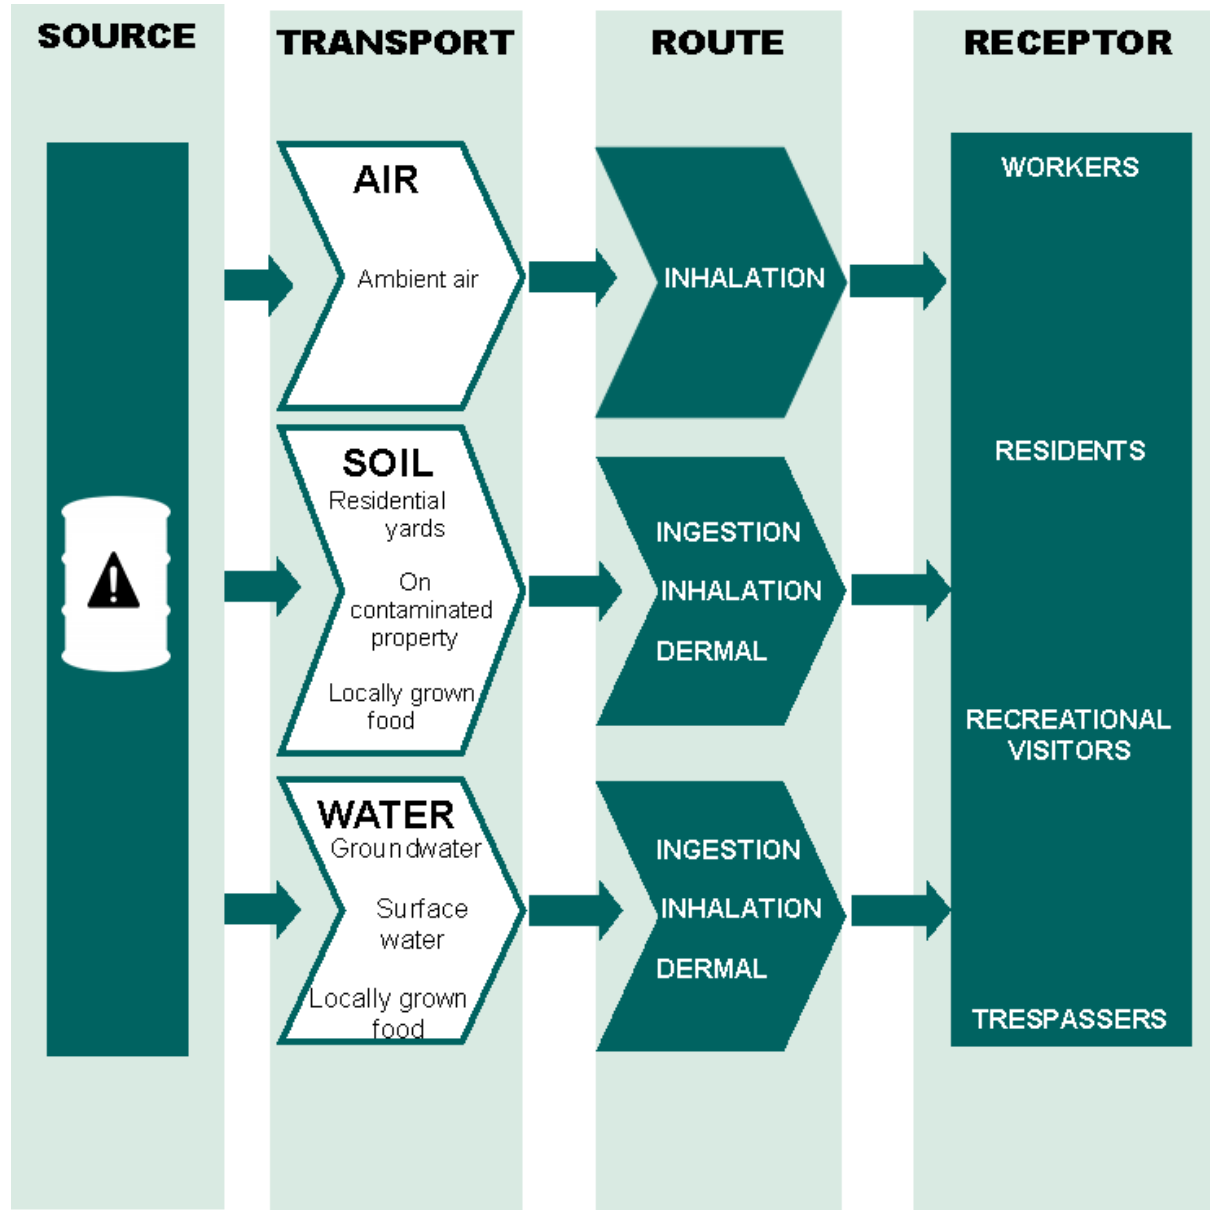 SOURCE
TRANSPORT
ROUTE
RECEPTOR
AIR
Ambient air
INHALATION
SOIL
Residential
yards
On
contaminated
property
Locally grown
food
INGESTION
INHALATION
DERMAL
WATER
Groundwater
Surface
water
Locally grown
food
INGESTION
INHALATION
DERMAL
WORKERS
RESIDENTS
RECREATIONAL
VISITORS
TRESPASSERS